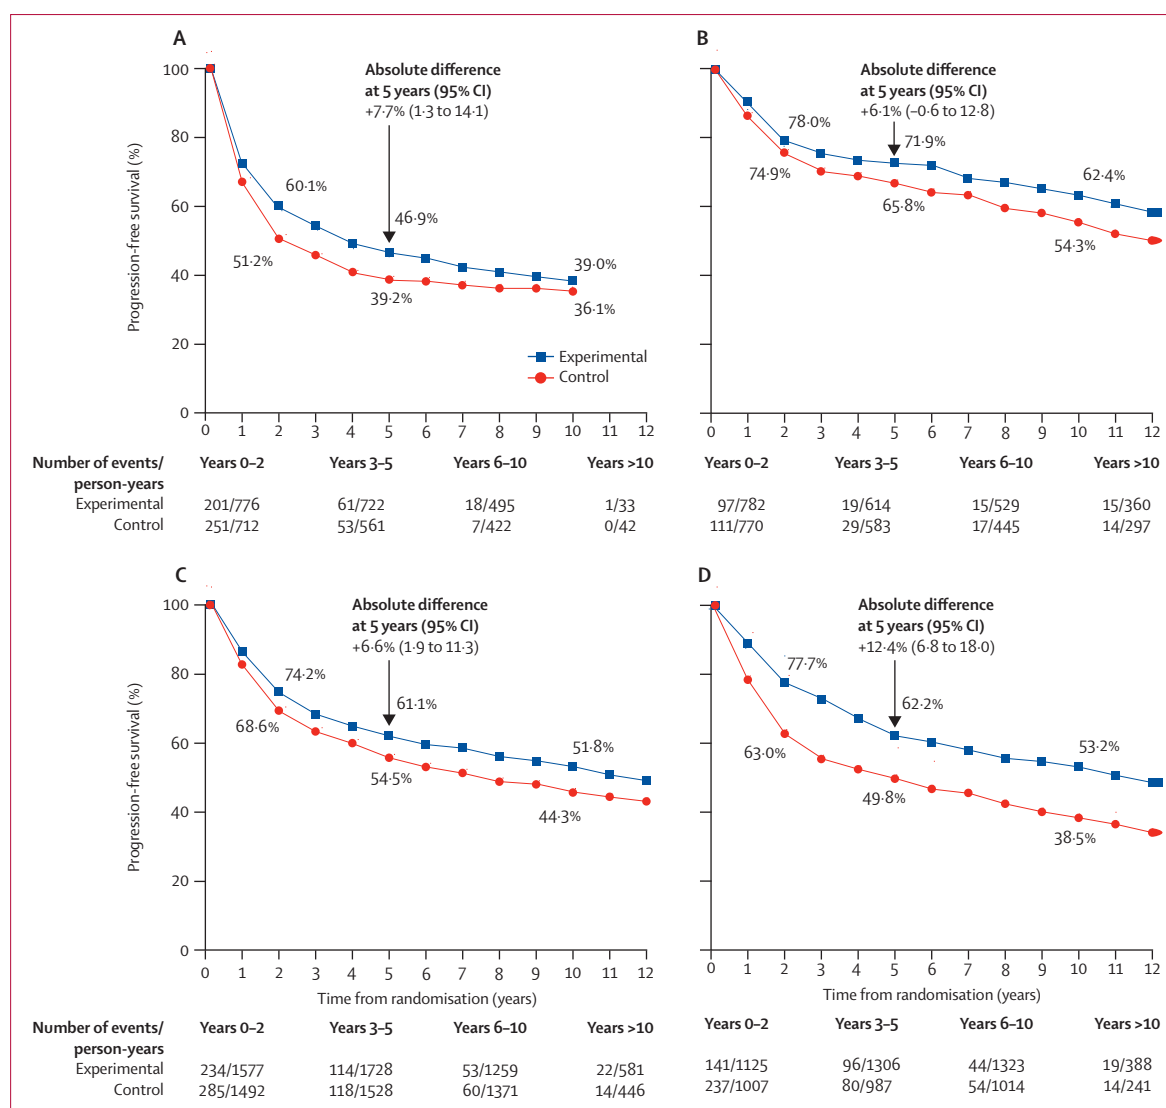 A
Absolute difference
at 5 years (95% CI)
+7·7% (1·3 to 14·1)
100
80
60
40
20
0
Progression-free survival (%)
60·1%
51·2%
46·9%
39·2%
39·0%
36·1%
Experimental
Control
0 1 2 3 4 5 6 7 8 9 10 11 12
B
Absolute difference
at 5 years (95% CI)
+6·1% (–0·6 to 12·8)
78·0%
74·9%
71·9%
65·8%
62·4%
54·3%
0 1 2 3 4 5 6 7 8 9 10 11 12
Number of events/ Years 0–2 Years 3–5 Years 6–10 Years >10 Years 0–2 Years 3–5 Years 6–10 Years >10
person-years
Experimental 201/776 61/722 18/495 1/33 97/782 19/614 15/529 15/360
Control 251/712 53/561 7/422 0/42 111/770 29/583 17/445 14/297
C
Absolute difference
at 5 years (95% CI)
+6·6% (1·9 to 11·3)
100
80
60
40
20
0
Progression-free survival (%)
74·2%
68·6%
61·1%
54·5%
51·8%
44·3%
0 1 2 3 4 5 6 7 8 9 10 11 12
Time from randomisation (years)
D
Absolute difference
at 5 years (95% CI)
+12·4% (6·8 to 18·0)
77·7%
63·0%
62·2%
49·8%
53·2%
38·5%
0 1 2 3 4 5 6 7 8 9 10 11 12
Time from randomisation (years)
Number of events/ Years 0–2 Years 3–5 Years 6–10 Years >10 Years 0–2 Years 3–5 Years 6–10 Years >10
person-years
Experimental 234/1577 114/1728 53/1259 22/581 141/1125 96/1306 44/1323 19/388
Control 285/1492 118/1528 60/1371 14/446 237/1007 80/987 54/1014 14/241